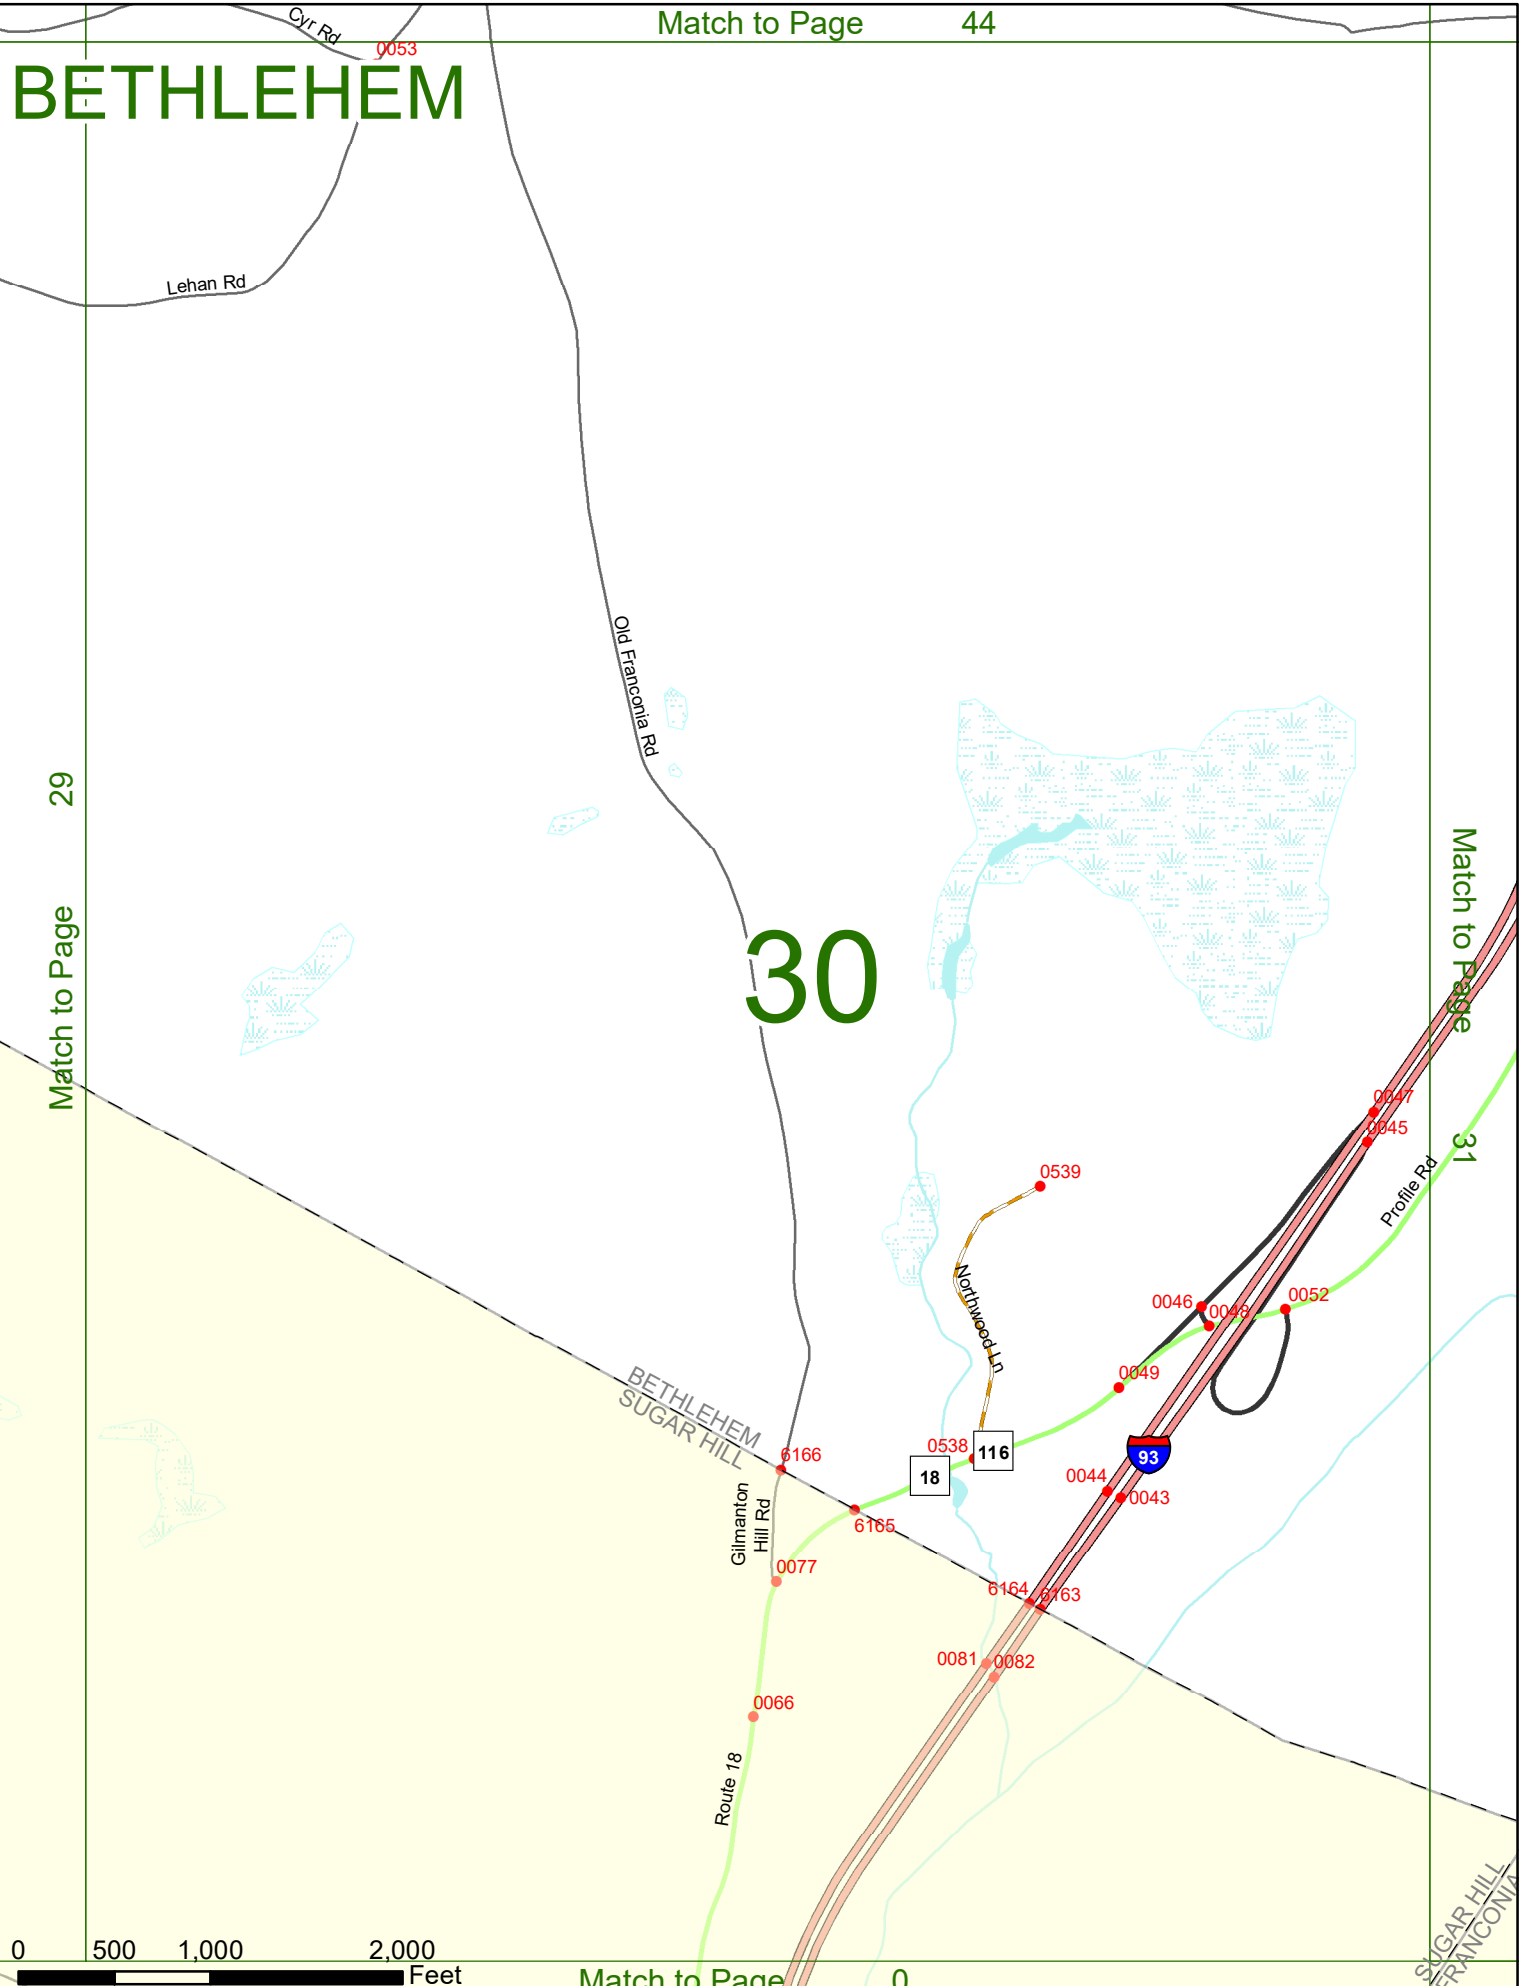 Match to Page 44
Cyr Rd
0053
BETHLEHEM
Lehan Rd
Old Franconia Rd
Match to Page 29
30
Match to Page 31
0047
0045
0539
Profile Rd
Northwood Ln
0046
0048
0052
0049
BETHLEHEM
SUGAR HILL
6166
0538
116
18
93
0044
0043
Gilmanton
Hill Rd
6165
0077
6164
6163
0081
0082
0066
Route 18
SUGAR HILL
FRANCONIA
0 500 1,000 2,000
Feet
Match to Page 0